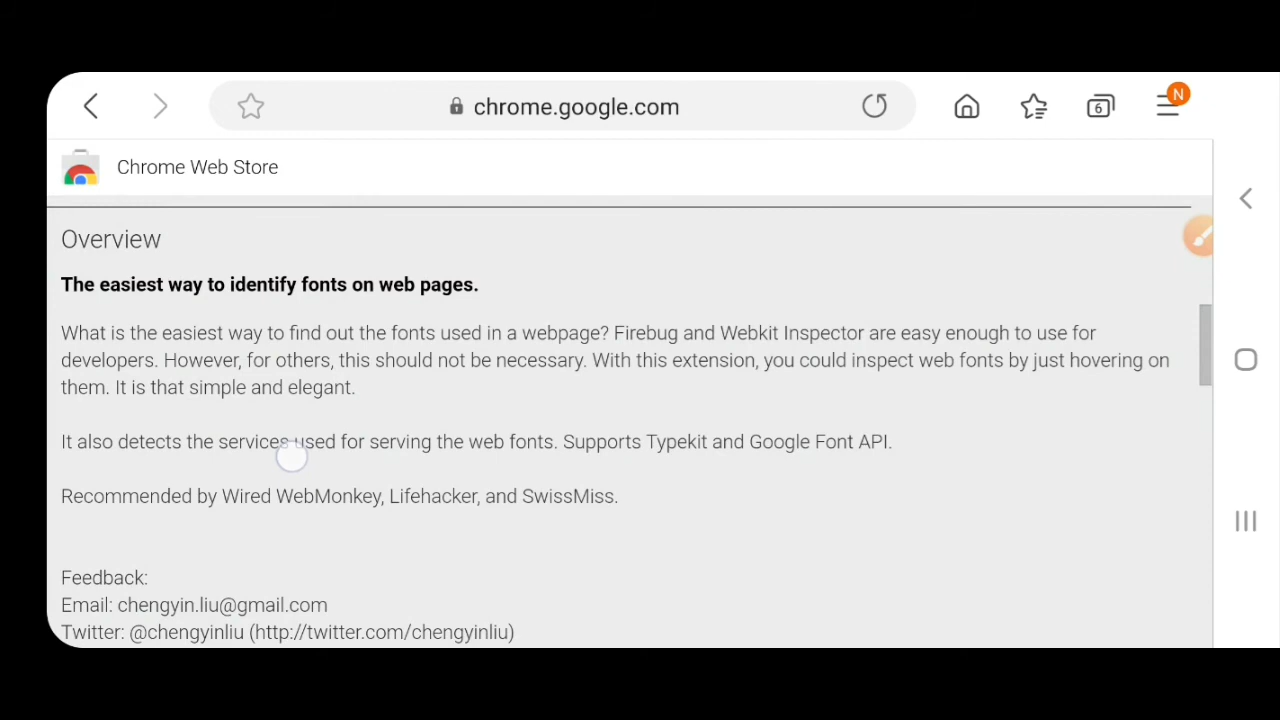 chrome.google.com
6
N
Chrome Web Store
Overview
The easiest way to identify fonts on web pages.
What is the easiest way to find out the fonts used in a webpage? Firebug and Webkit Inspector are easy enough to use for
developers. However, for others, this should not be necessary. With this extension, you could inspect web fonts by just hovering on
them. It is that simple and elegant.
It also detects the services used for serving the web fonts. Supports Typekit and Google Font API.
Recommended by Wired WebMonkey, Lifehacker, and SwissMiss.
Feedback:
Email: chengyin.liu@gmail.com
Twitter: @chengyinliu (http://twitter.com/chengyinliu)